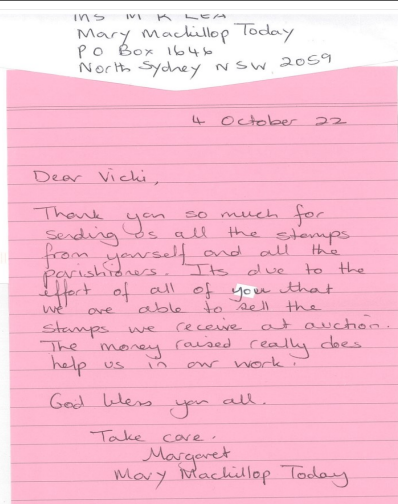 Ms M R LEA
Mary Mackillop Today
P O Box 1646
North Sydney NSW 2059
4 October 22
Dear Vicki,
Thank you so much for
sending us all the stamps
from yourself and all the
parishioners. Its due to the
effort of all of you that
we are able to sell the
stamps we receive at auction.
The money raised really does
help us in our work.
God bless you all.
Take care.
Margaret
Mary Mackillop Today